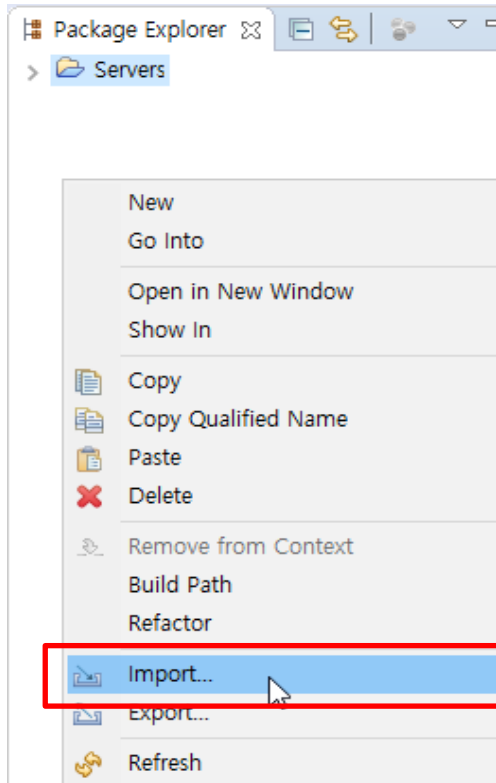 Package Explorer
Servers
New
Go Into
Open in New Window
Show In
Copy
Copy Qualified Name
Paste
Delete
Remove from Context
Build Path
Refactor
Import...
Export...
Refresh